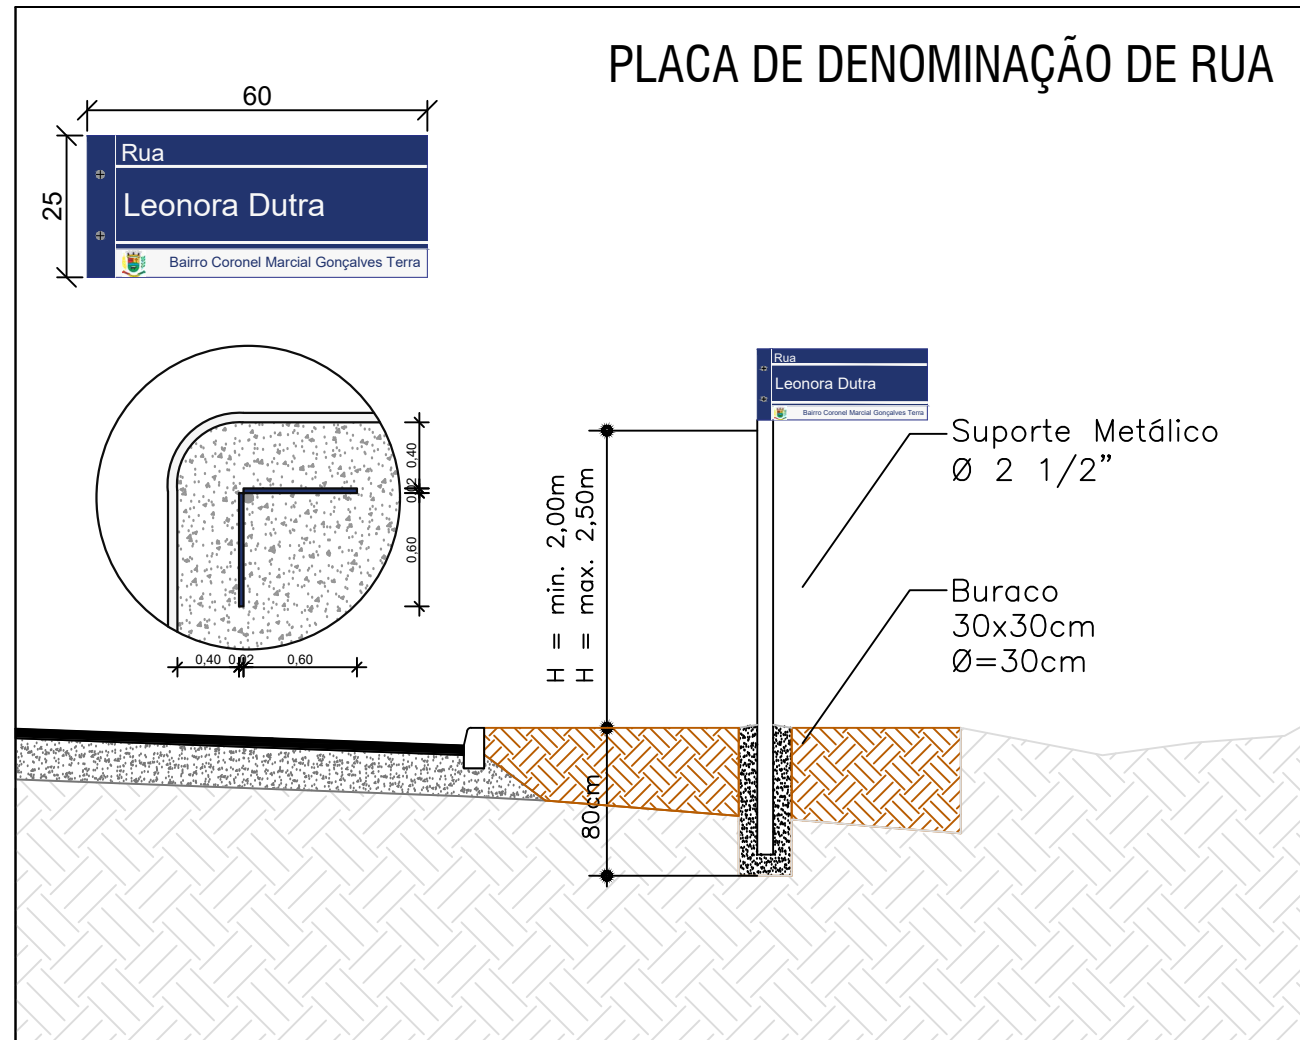 PLACA DE DENOMINAÇÃO DE RUA
60
25
Rua
Leonora Dutra
Bairro Coronel Marcial Gonçalves Terra
0,40
0,02
0,60
0,40 0,02 0,60
H = min. 2,00m
H = max. 2,50m
80cm
Rua
Leonora Dutra
Bairro Coronel Marcial Gonçalves Terra
Suporte Metálico
Ø 2 1/2”
Buraco
30x30cm
Ø=30cm